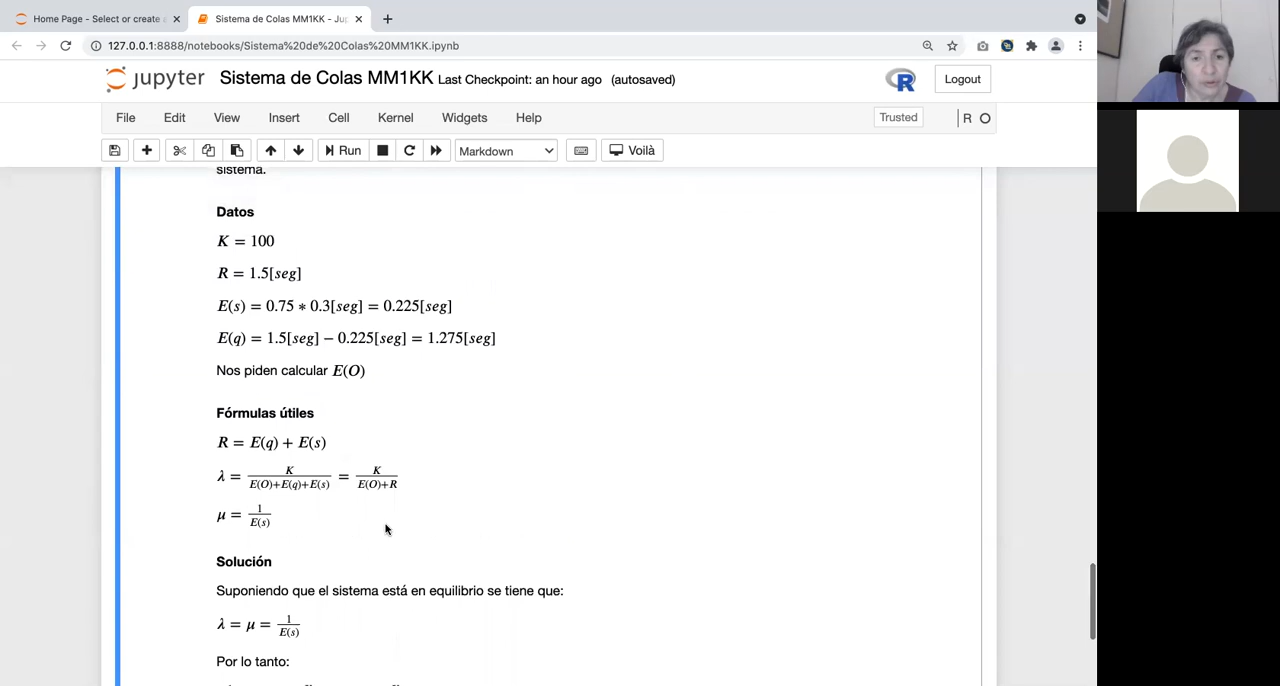 Home Page - Select or create a
Sistema de Colas MM1KK - Jup
127.0.0.1:8888/notebooks/Sistema%20de%20Colas%20MM1KK.ipynb
jupyter Sistema de Colas MM1KK Last Checkpoint: an hour ago (autosaved)
R
Logout
File Edit View Insert Cell Kernel Widgets Help
Trusted
R
Run
Markdown
Voilà
sistema.
Datos
K = 100
R = 1.5[seg]
E(s) = 0.75 * 0.3[seg] = 0.225[seg]
E(q) = 1.5[seg] − 0.225[seg] = 1.275[seg]
Nos piden calcular E(O)
Fórmulas útiles
R = E(q) + E(s)
λ = K / E(O)+E(q)+E(s) = K / E(O)+R
μ = 1 / E(s)
Solución
Suponiendo que el sistema está en equilibrio se tiene que:
λ = μ = 1 / E(s)
Por lo tanto: